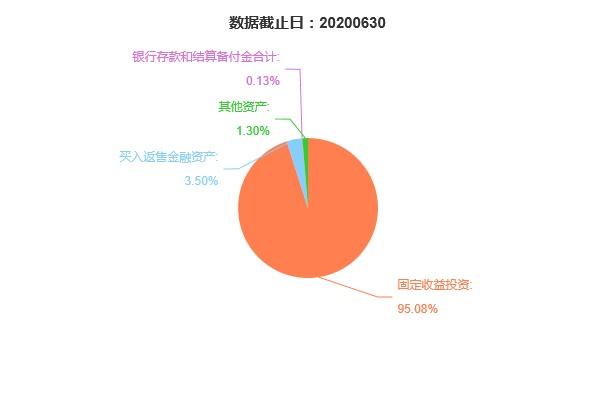 数据截止日：20200630
银行存款和结算备付金合计:
0.13%
其他资产:
1.30%
买入返售金融资产:
3.50%
固定收益投资:
95.08%